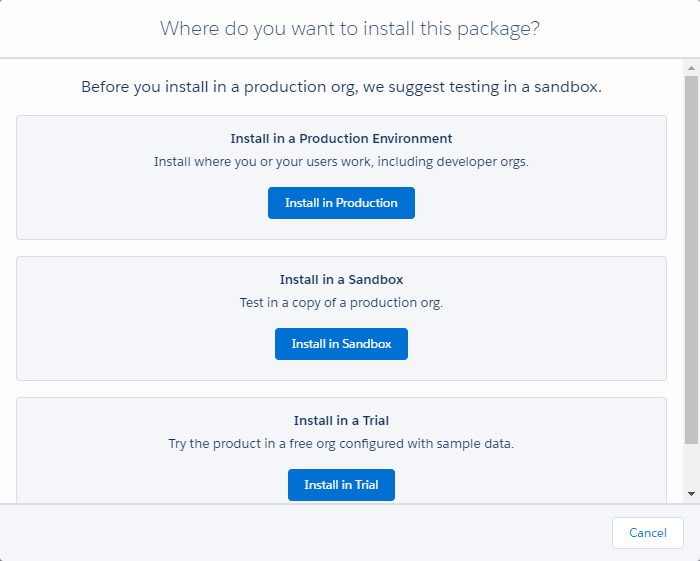 Where do you want to install this package?
Before you install in a production org, we suggest testing in a sandbox.
Install in a Production Environment
Install where you or your users work, including developer orgs.
Install in Production
Install in a Sandbox
Test in a copy of a production org.
Install in Sandbox
Install in a Trial
Try the product in a free org configured with sample data.
Install in Trial
Cancel